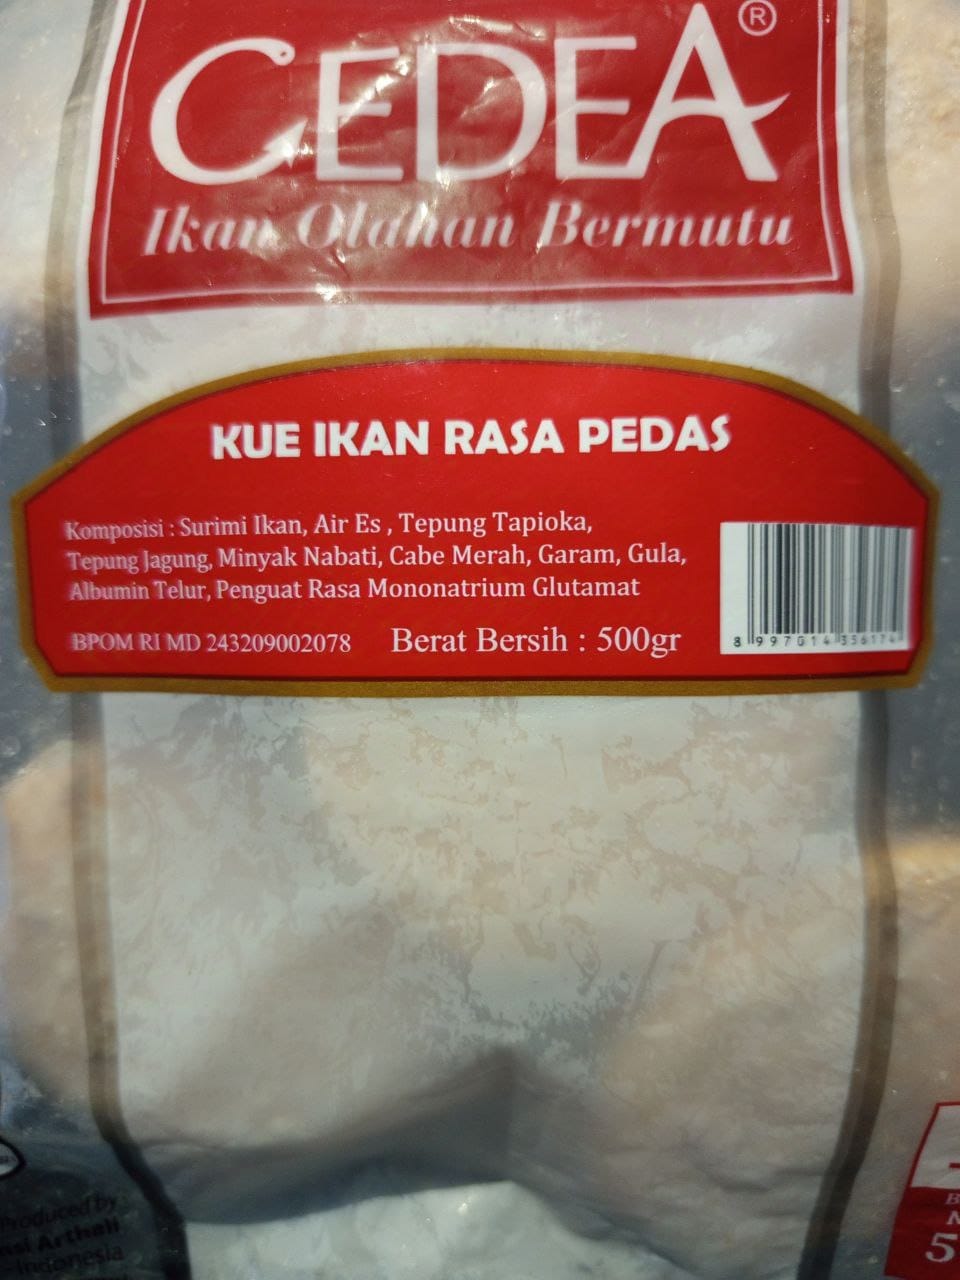 CEDEA®
Ikan Olahan Bermutu
KUE IKAN RASA PEDAS
Komposisi : Surimi Ikan, Air Es , Tepung Tapioka,
Tepung Jagung, Minyak Nabati, Cabe Merah, Garam, Gula,
Albumin Telur, Penguat Rasa Mononatrium Glutamat
BPOM RI MD 243209002078 Berat Bersih : 500gr
8 997014 356174
Produced by
Indonesia
5